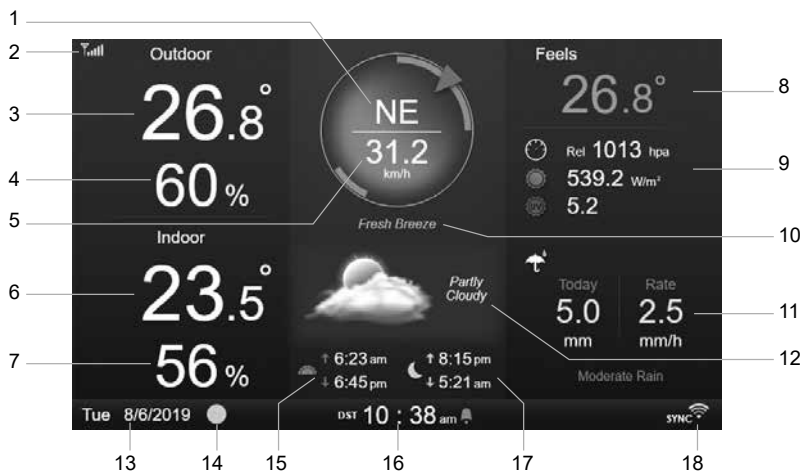 1
2
3
4
5
6
7
8
9
10
11
12
13
14
15
16
17
18
Outdoor
26.8°
60 %
Indoor
23.5°
56 %
NE
31.2
km/h
Fresh Breeze
Partly
Cloudy
↑ 6:23 am
↓ 6:45 pm
↑ 8:15 pm
↓ 5:21 am
Feels
26.8°
Rel 1013 hpa
539.2 W/m²
UV 5.2
Today
5.0
mm
Rate
2.5
mm/h
Moderate Rain
Tue 8/6/2019
DST 10 : 38 am
SYNC